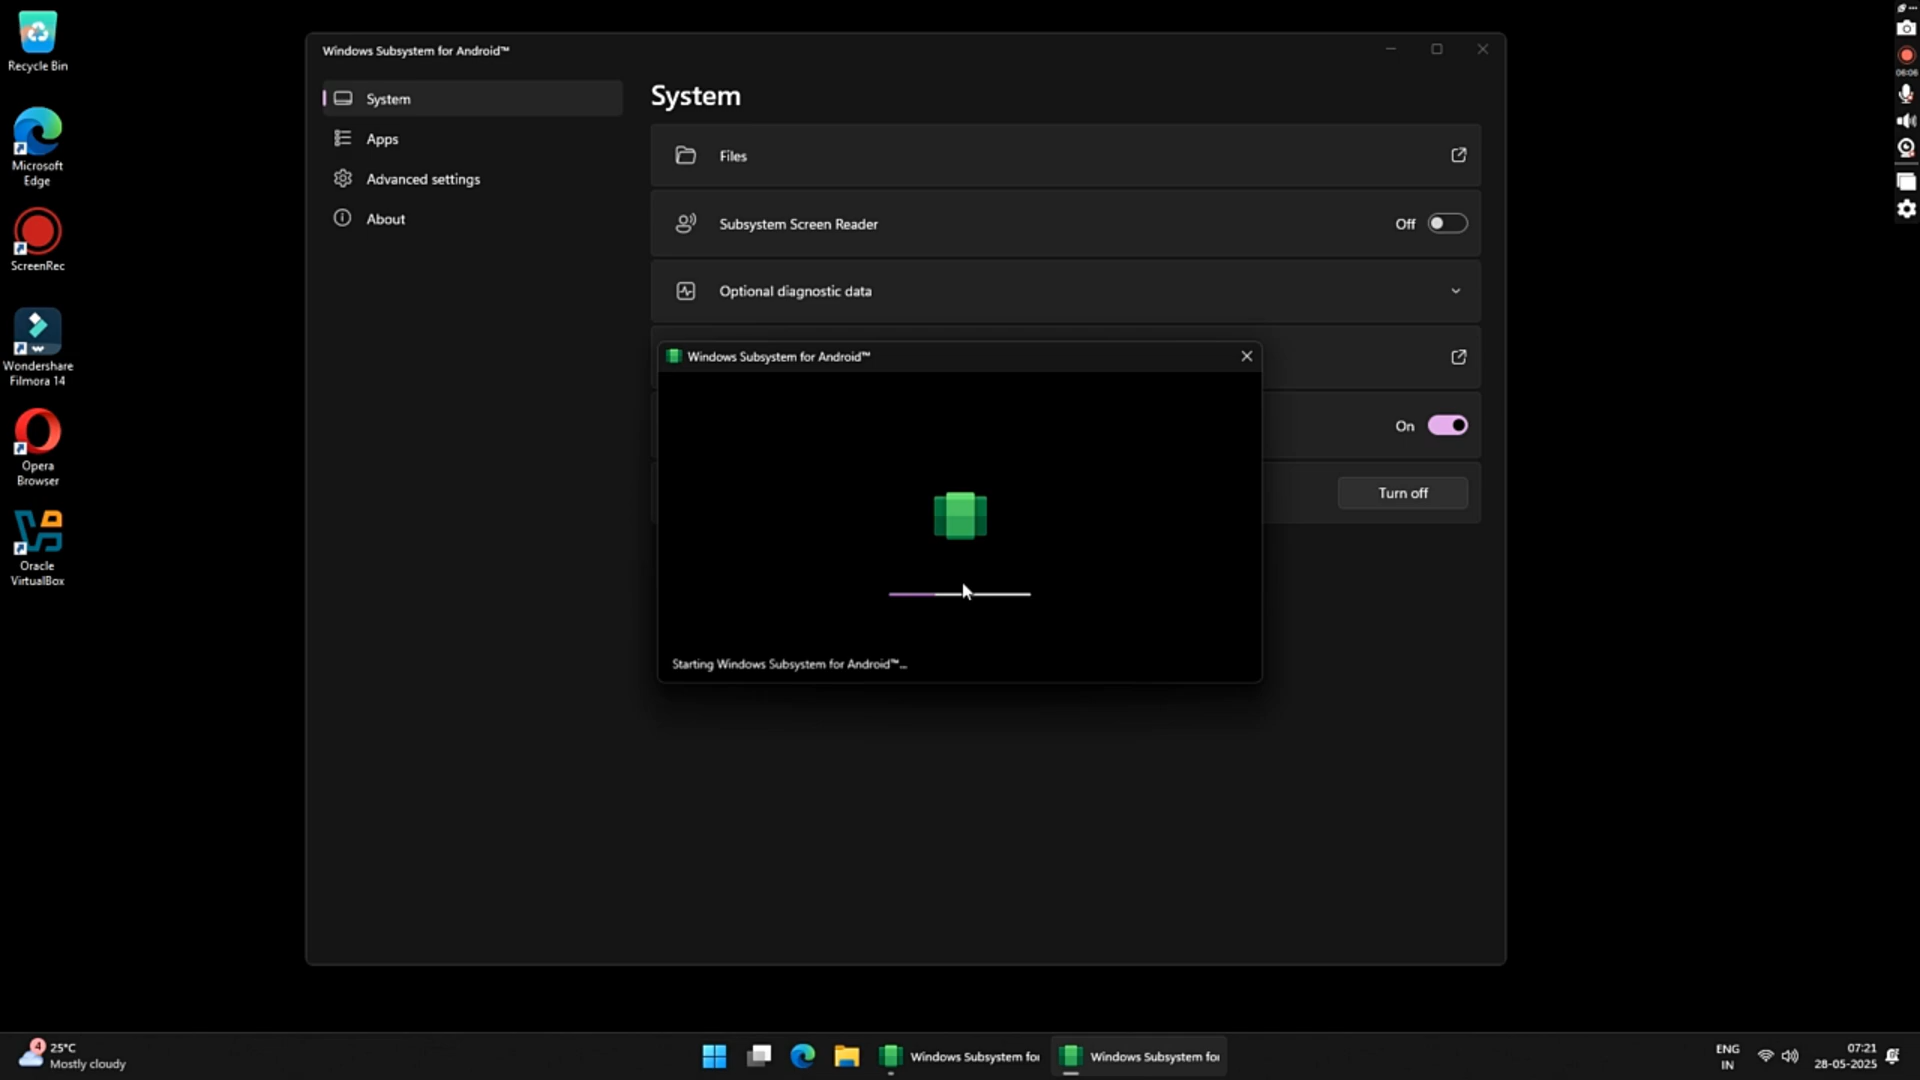 Recycle Bin
Microsoft
Edge
ScreenRec
Wondershare
Filmora 14
Opera
Browser
Oracle
VirtualBox
Windows Subsystem for Android™
System
Apps
Advanced settings
About
System
Files
Subsystem Screen Reader
Off
Optional diagnostic data
On
Turn off
Windows Subsystem for Android™
Starting Windows Subsystem for Android™...
06:06
4
25°C
Mostly cloudy
Windows Subsystem for
Windows Subsystem for
ENG
IN
07:21
28-05-2025